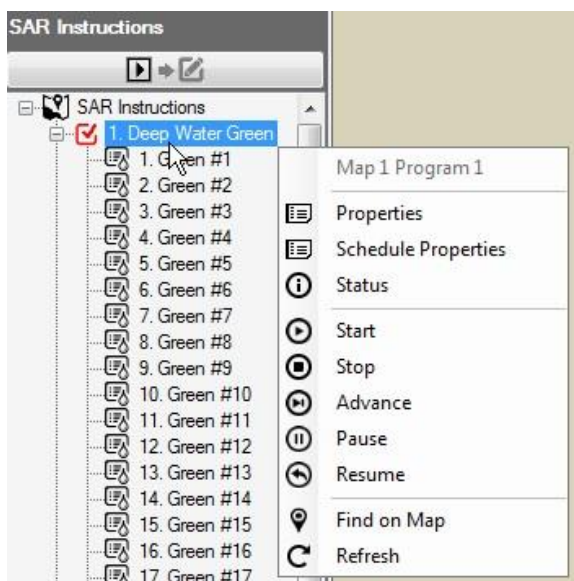 SAR Instructions
SAR Instructions
1. Deep Water Green
1. Green #1
2. Green #2
3. Green #3
4. Green #4
5. Green #5
6. Green #6
7. Green #7
8. Green #8
9. Green #9
10. Green #10
11. Green #11
12. Green #12
13. Green #13
14. Green #14
15. Green #15
16. Green #16
17. Green #17
Map 1 Program 1
Properties
Schedule Properties
Status
Start
Stop
Advance
Pause
Resume
Find on Map
Refresh